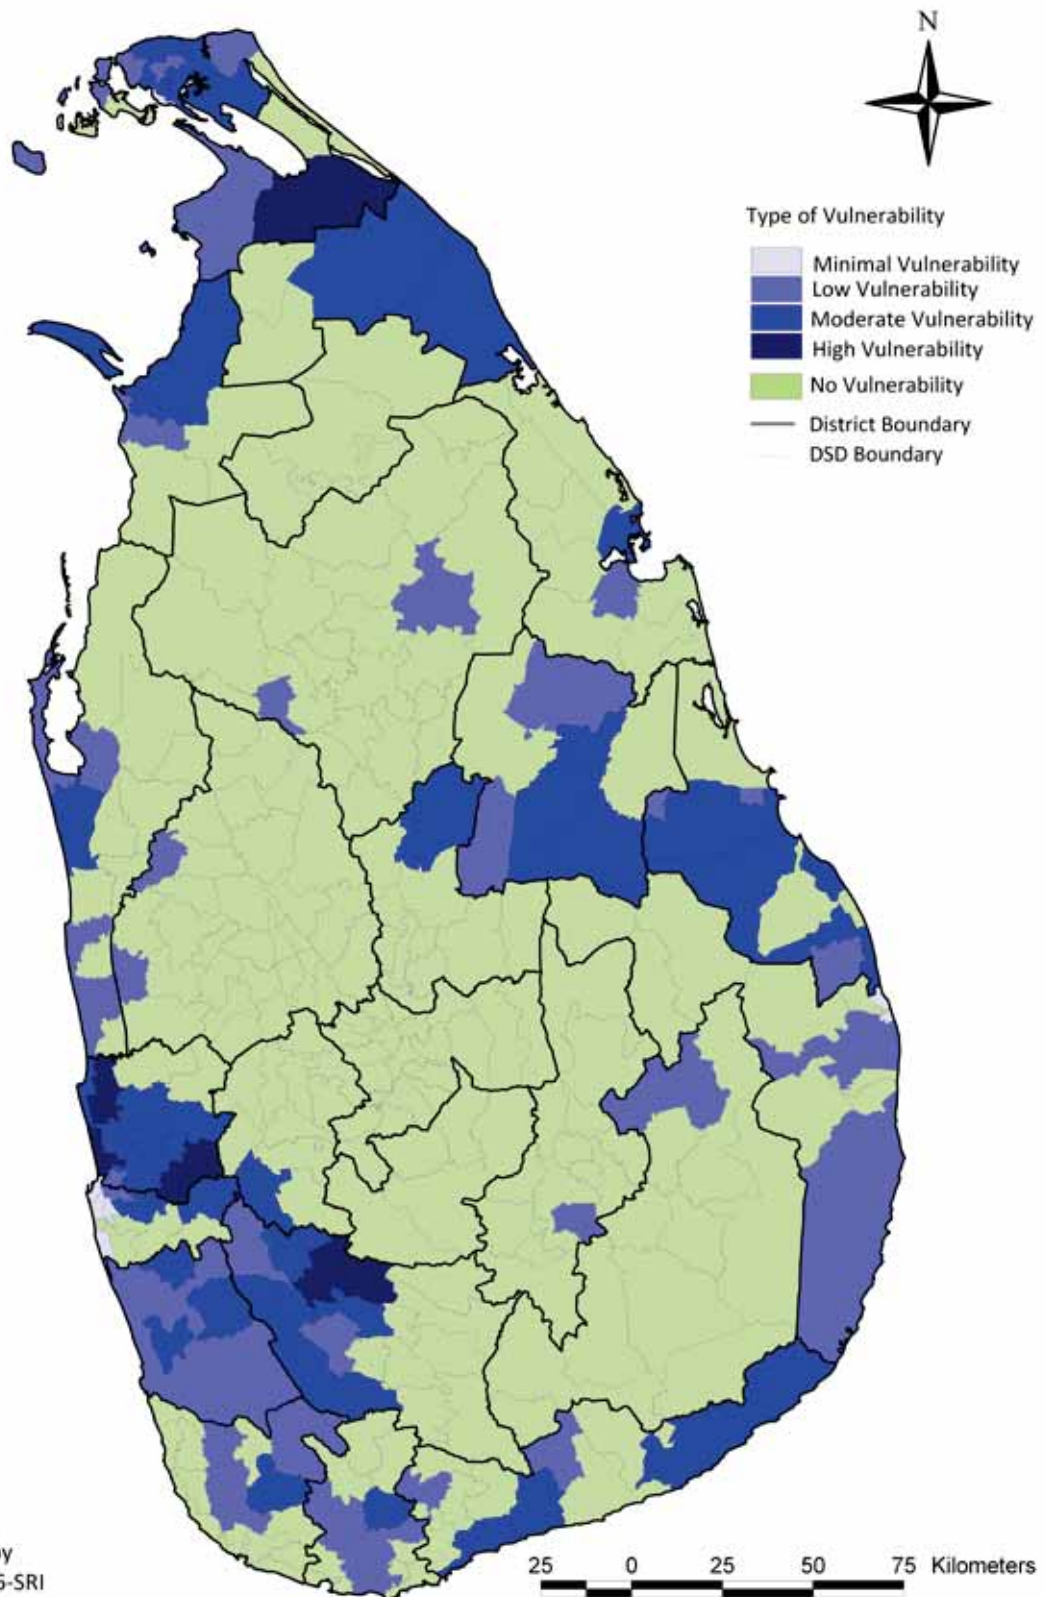 N
Type of Vulnerability
Minimal Vulnerability
Low Vulnerability
Moderate Vulnerability
High Vulnerability
No Vulnerability
District Boundary
DSD Boundary
25 0 25 50 75 Kilometers